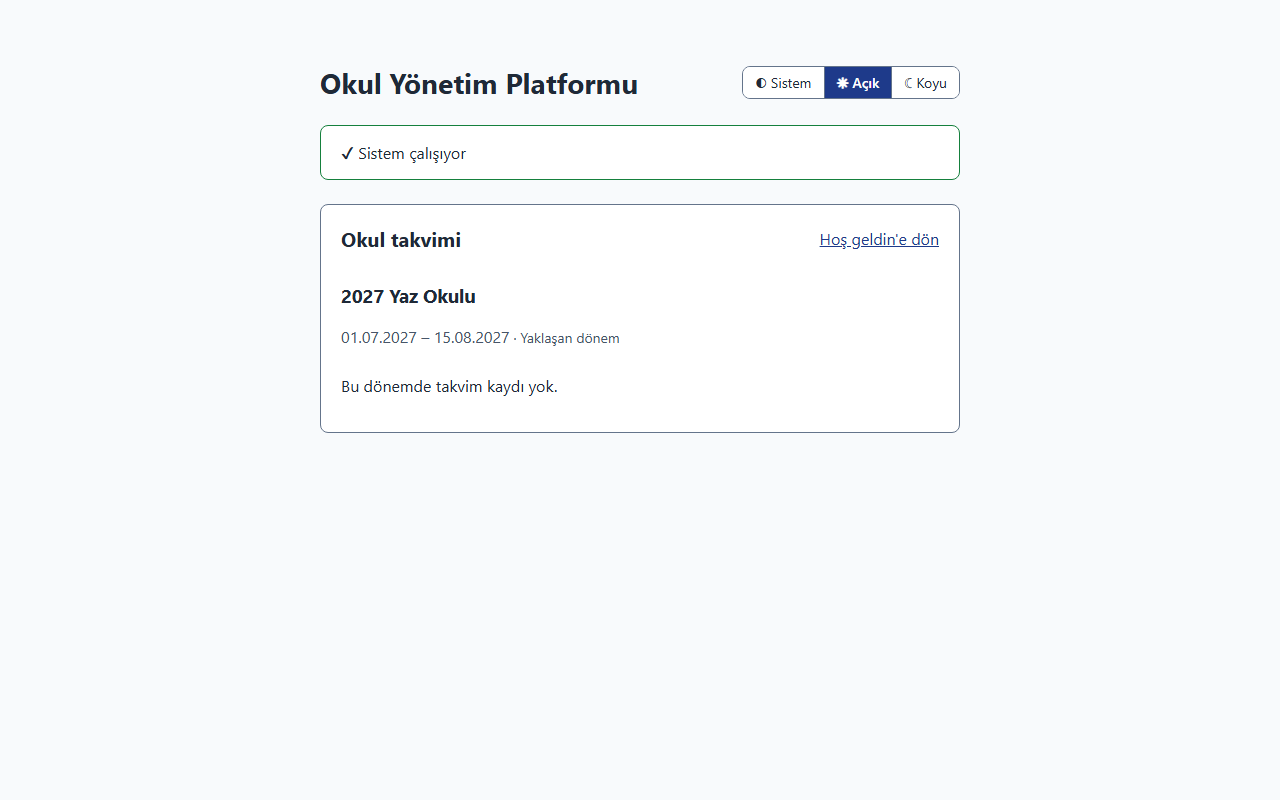 Okul Yönetim Platformu
◐ Sistem ❋ Açık ☾ Koyu
✓ Sistem çalışıyor
Okul takvimi
Hoş geldin'e dön
2027 Yaz Okulu
01.07.2027 – 15.08.2027 · Yaklaşan dönem
Bu dönemde takvim kaydı yok.